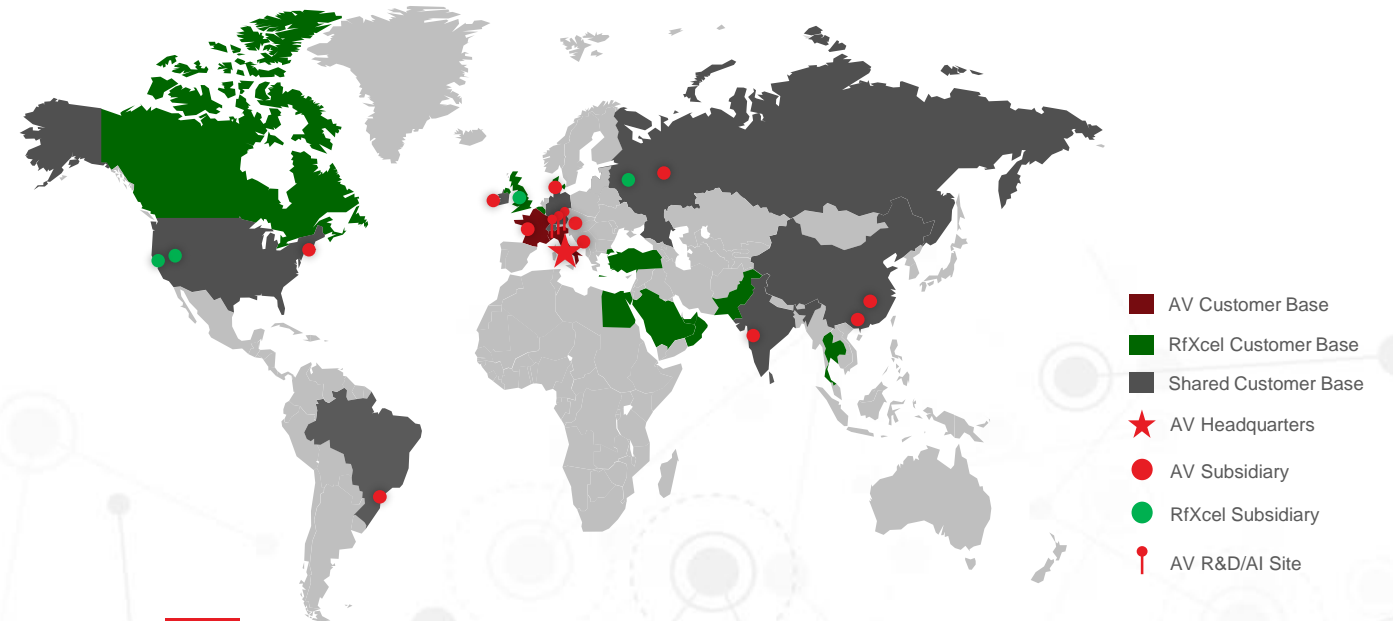 AV Customer Base
RfXcel Customer Base
Shared Customer Base
AV Headquarters
AV Subsidiary
RfXcel Subsidiary
AV R&D/AI Site